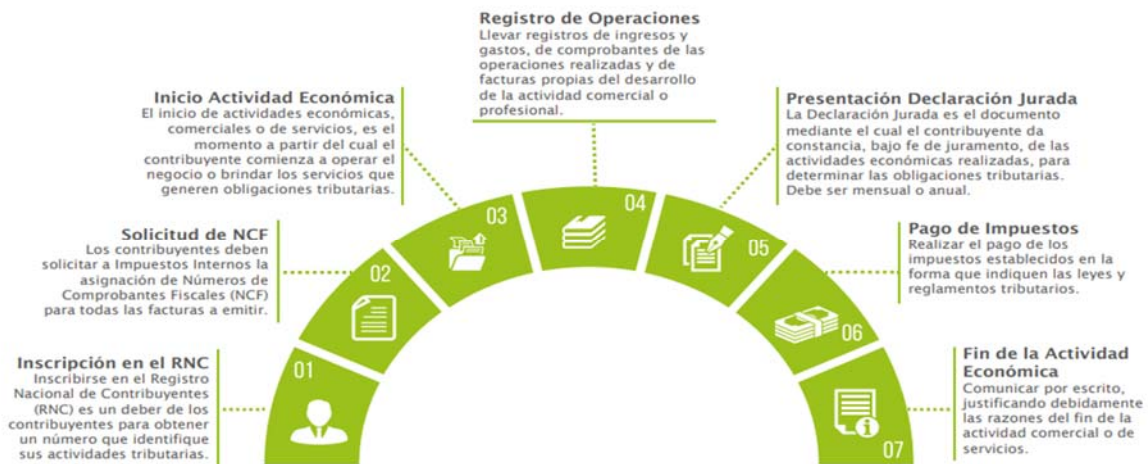 Inscripción en el RNC
Inscribirse en el Registro
Nacional de Contribuyentes
(RNC) es un deber de los
contribuyentes para obtener
un número que identifique
sus actividades tributarias.
01
Solicitud de NCF
Los contribuyentes deben
solicitar a Impuestos Internos la
asignación de Números de
Comprobantes Fiscales (NCF)
para todas las facturas a emitir.
02
Inicio Actividad Económica
El inicio de actividades económicas,
comerciales o de servicios, es el
momento a partir del cual el
contribuyente comienza a operar el
negocio o brindar los servicios que
generen obligaciones tributarias.
03
Registro de Operaciones
Llevar registros de ingresos y
gastos, de comprobantes de las
operaciones realizadas y de
facturas propias del desarrollo
de la actividad comercial o
profesional.
04
Presentación Declaración Jurada
La Declaración Jurada es el documento
mediante el cual el contribuyente da
constancia, bajo fe de juramento, de las
actividades económicas realizadas, para
determinar las obligaciones tributarias.
Debe ser mensual o anual.
05
Pago de Impuestos
Realizar el pago de los
impuestos establecidos en la
forma que indiquen las leyes y
reglamentos tributarios.
06
Fin de la Actividad
Económica
Comunicar por escrito,
justificando debidamente
las razones del fin de la
actividad comercial o de
servicios.
07